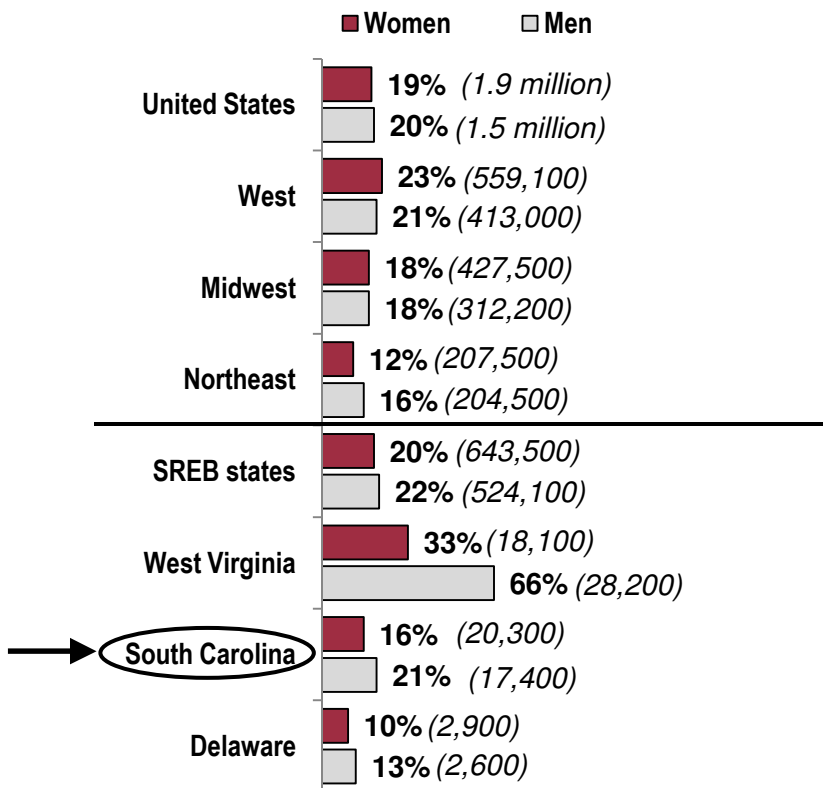 Women Men
United States
19% (1.9 million)
20% (1.5 million)
West
23% (559,100)
21% (413,000)
Midwest
18% (427,500)
18% (312,200)
Northeast
12% (207,500)
16% (204,500)
SREB states
20% (643,500)
22% (524,100)
West Virginia
33% (18,100)
66% (28,200)
South Carolina
16% (20,300)
21% (17,400)
Delaware
10% (2,900)
13% (2,600)